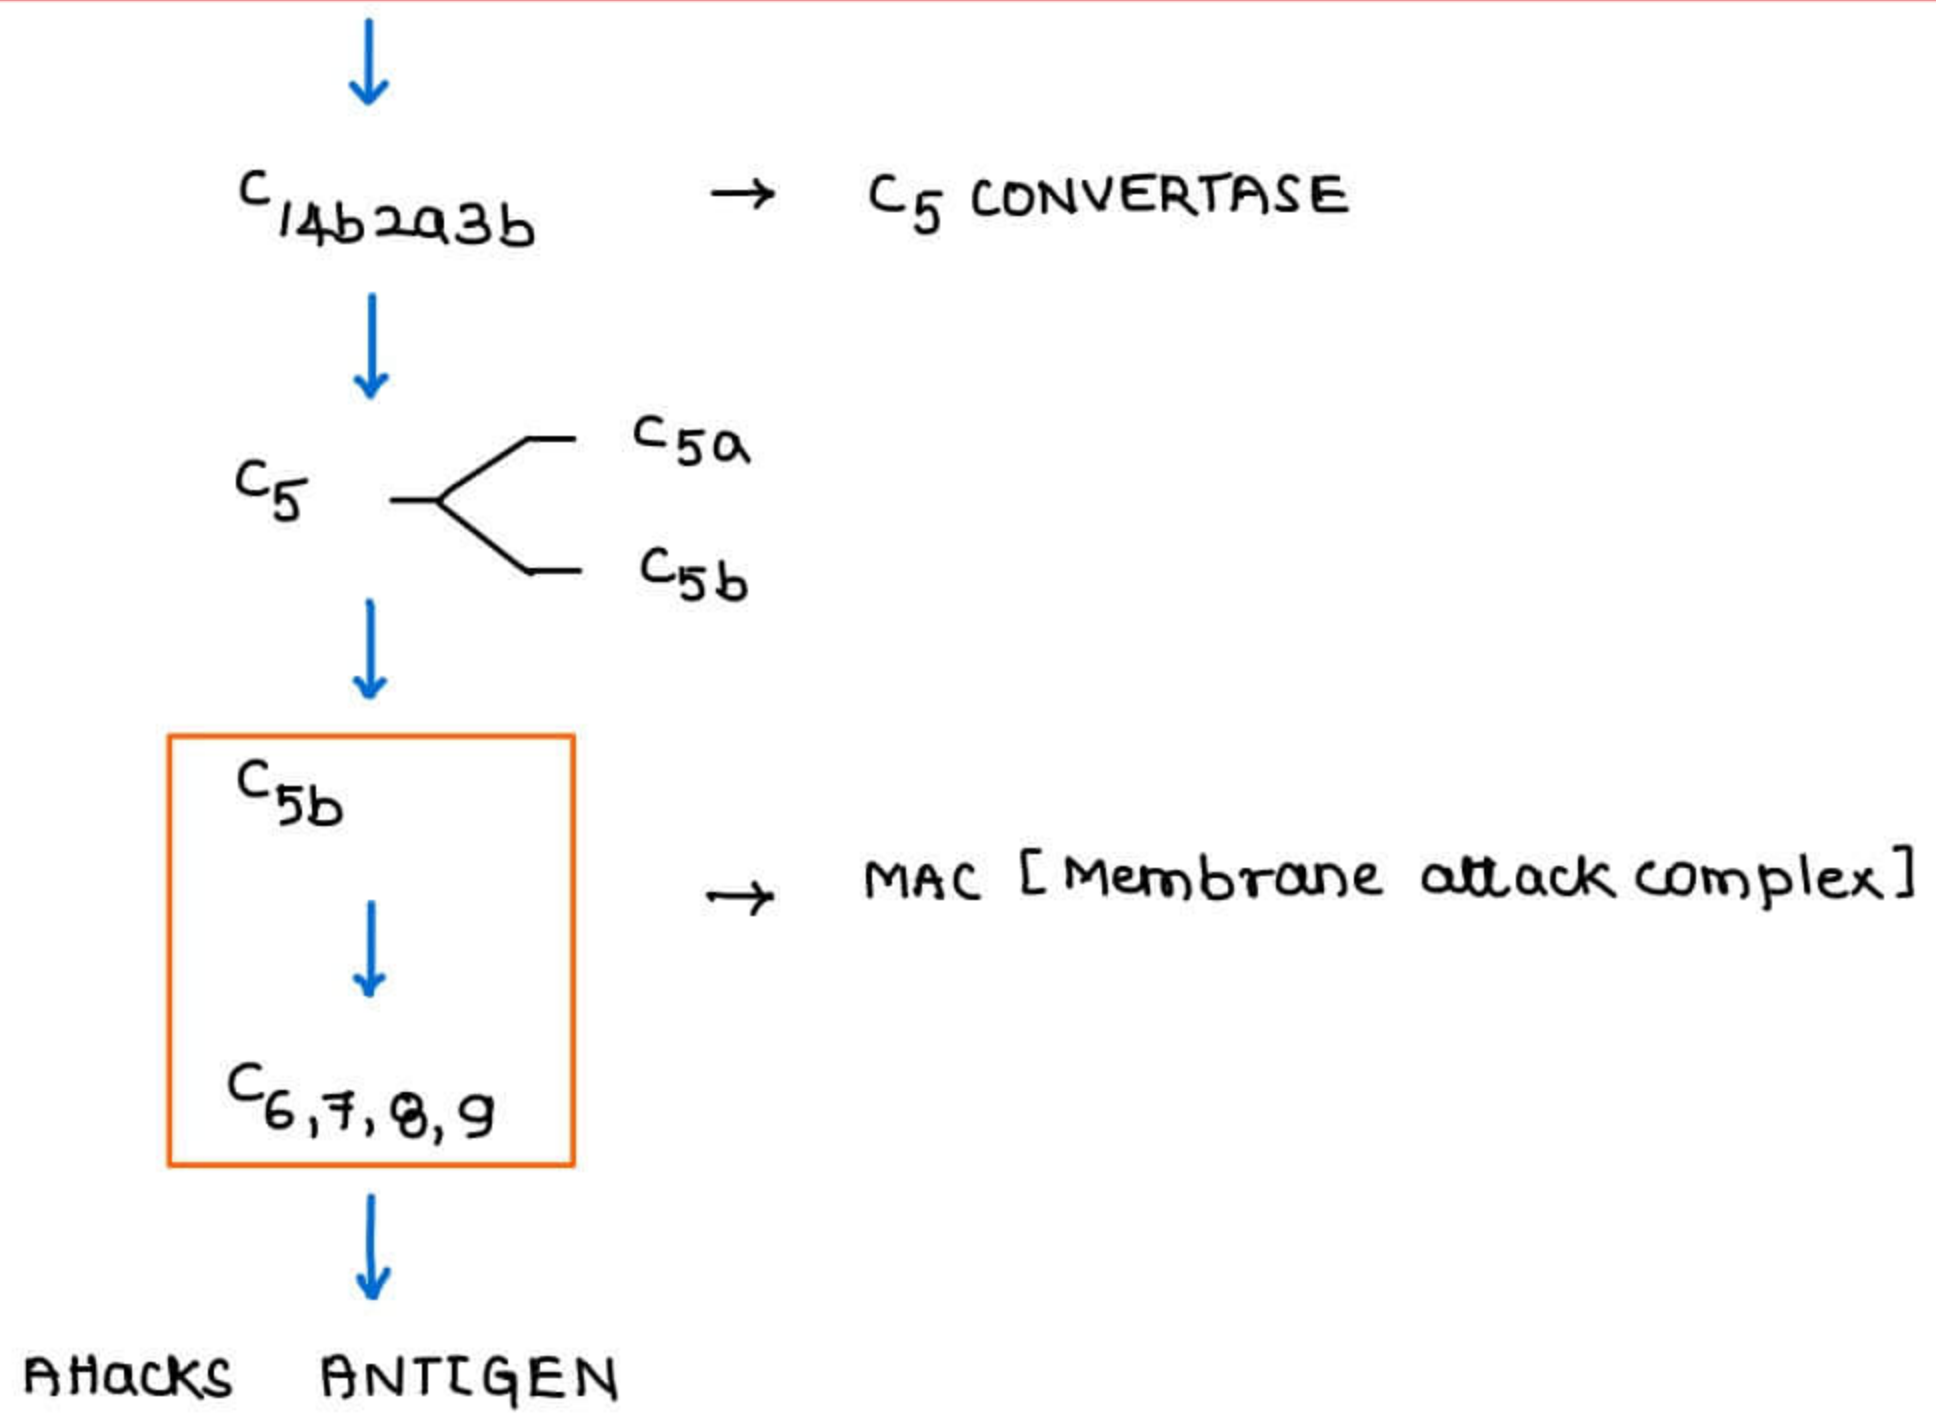 C14b2a3b → C5 CONVERTASE
C5a
C5
C5b
C5b
→ MAC [Membrane attack complex]
C6,7,8,9
Attacks ANTIGEN